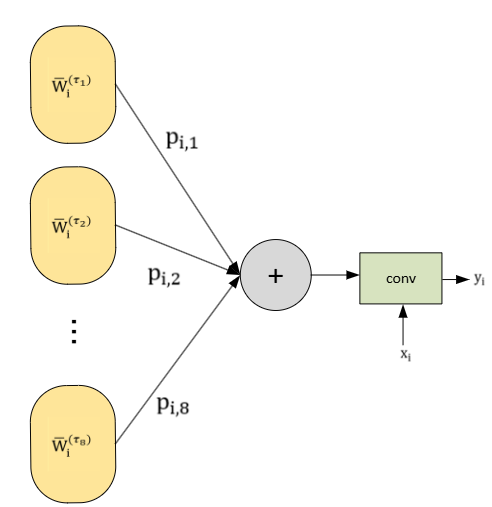 W̅ᵢ^(τ₁)
pᵢ,₁
W̅ᵢ^(τ₂)
pᵢ,₂
+
conv
yᵢ
xᵢ
⋮
pᵢ,₈
W̅ᵢ^(τ₈)